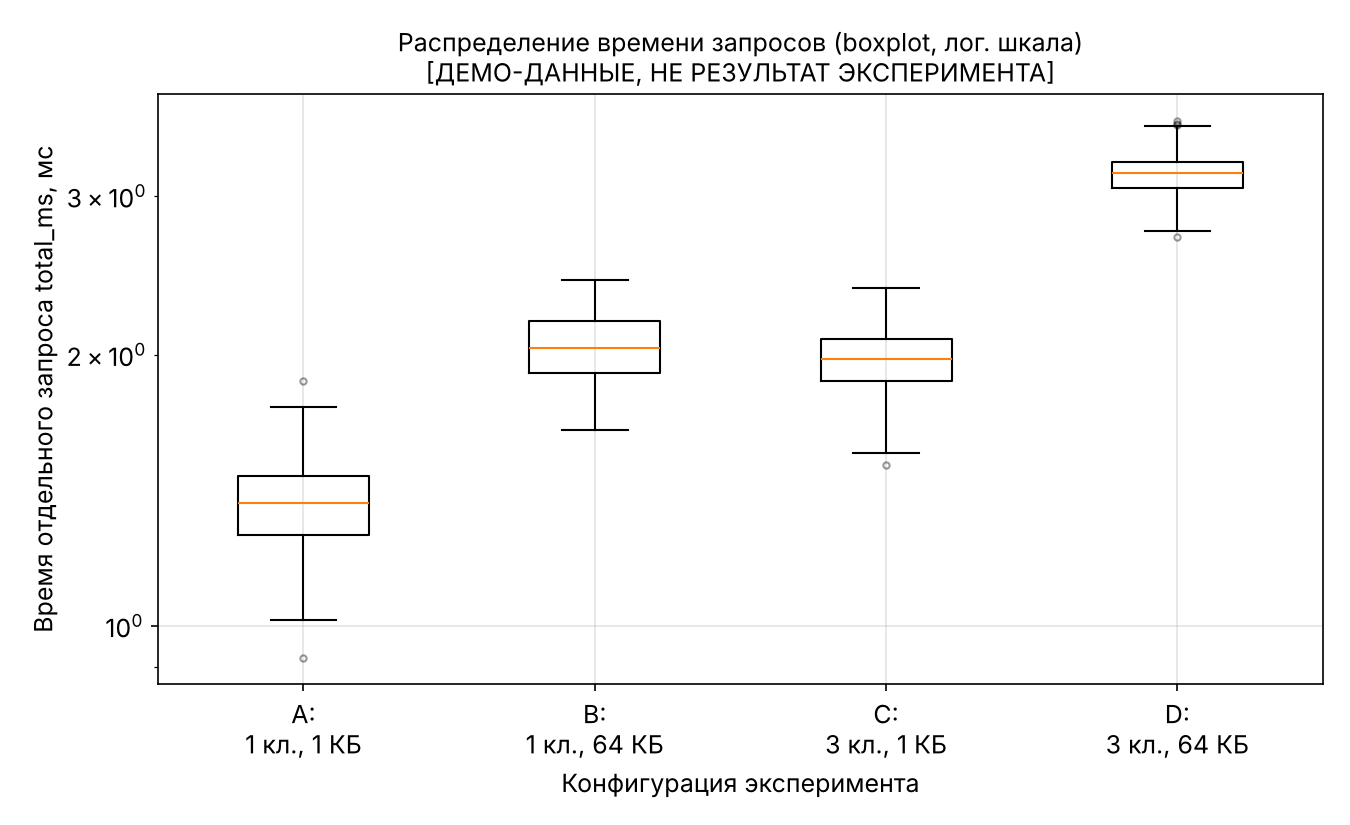 Распределение времени запросов (boxplot, лог. шкала)
[ДЕМО-ДАННЫЕ, НЕ РЕЗУЛЬТАТ ЭКСПЕРИМЕНТА]
Время отдельного запроса total_ms, мс
3 × 10⁰
2 × 10⁰
10⁰
A:
1 кл., 1 КБ
B:
1 кл., 64 КБ
C:
3 кл., 1 КБ
D:
3 кл., 64 КБ
Конфигурация эксперимента